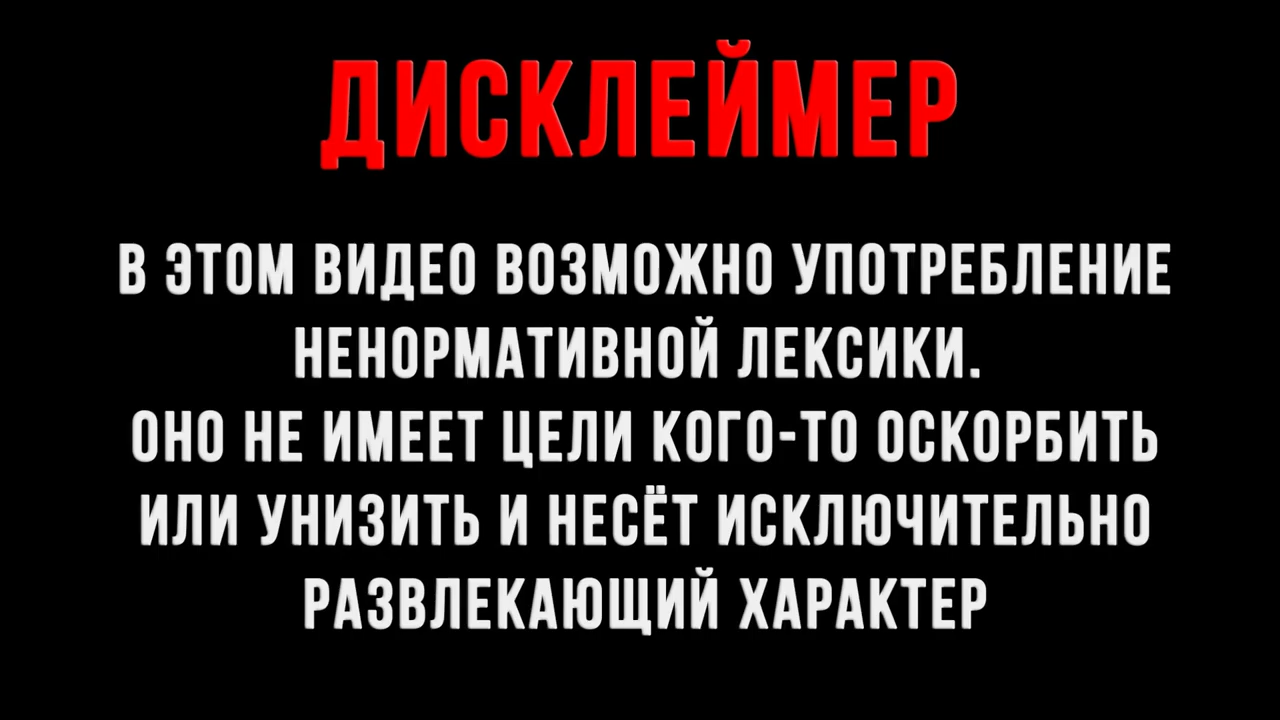 ДИСКЛЕЙМЕР
В ЭТОМ ВИДЕО ВОЗМОЖНО УПОТРЕБЛЕНИЕ
НЕНОРМАТИВНОЙ ЛЕКСИКИ.
ОНО НЕ ИМЕЕТ ЦЕЛИ КОГО-ТО ОСКОРБИТЬ
ИЛИ УНИЗИТЬ И НЕСЁТ ИСКЛЮЧИТЕЛЬНО
РАЗВЛЕКАЮЩИЙ ХАРАКТЕР